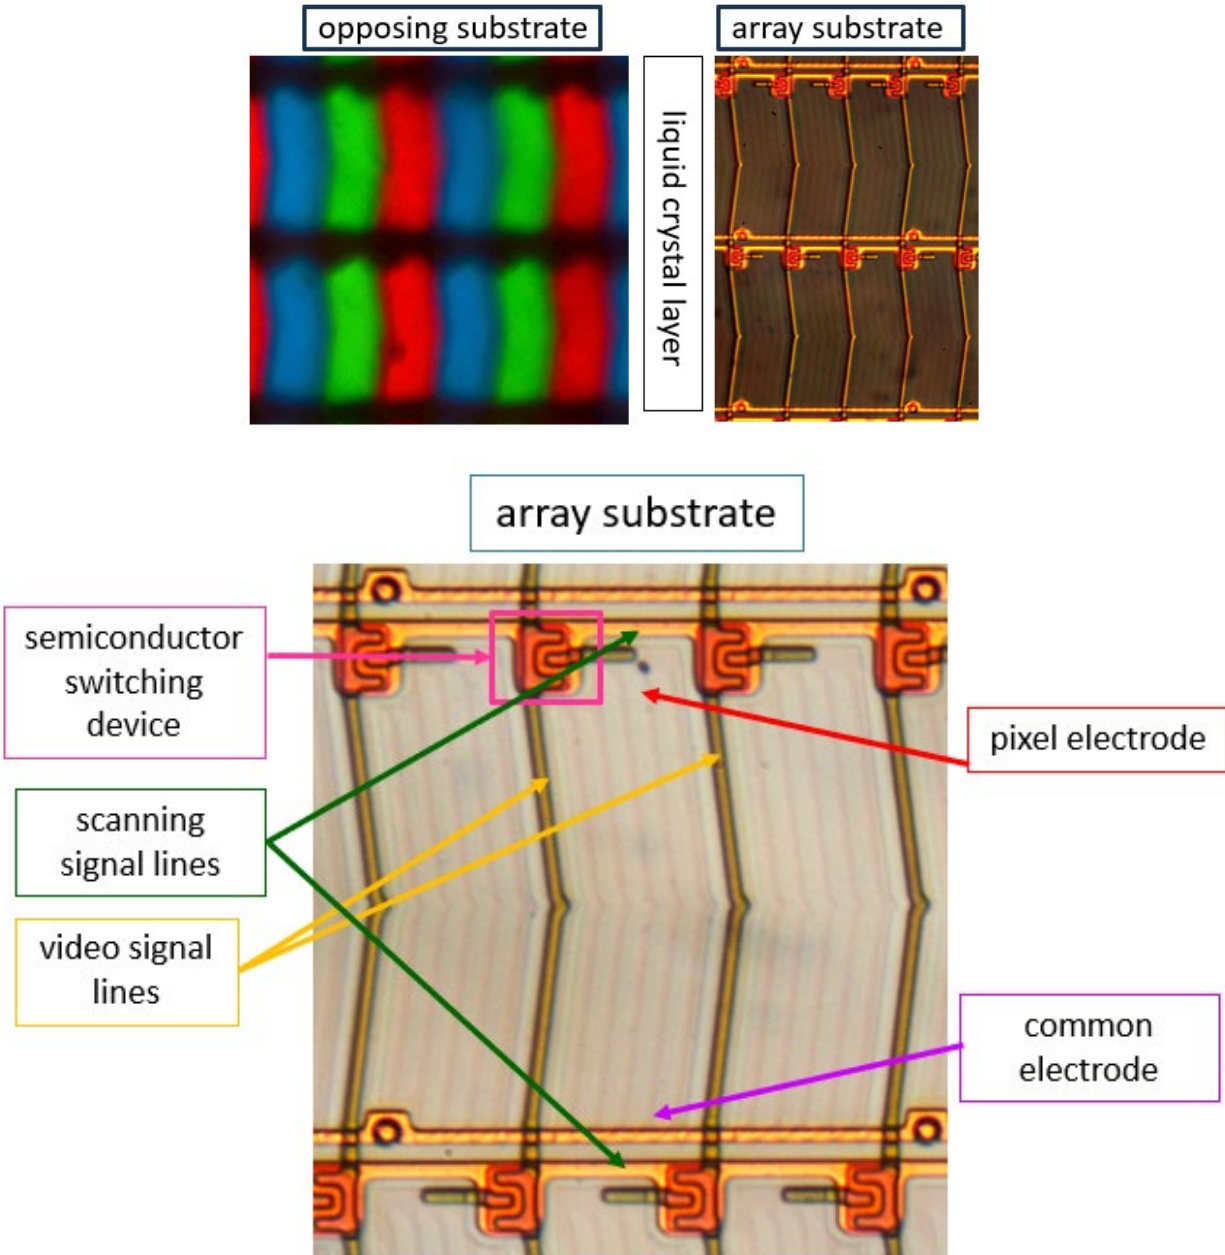 opposing substrate
array substrate
liquid crystal layer
array substrate
semiconductor
switching
device
pixel electrode
scanning
signal lines
video signal
lines
common
electrode